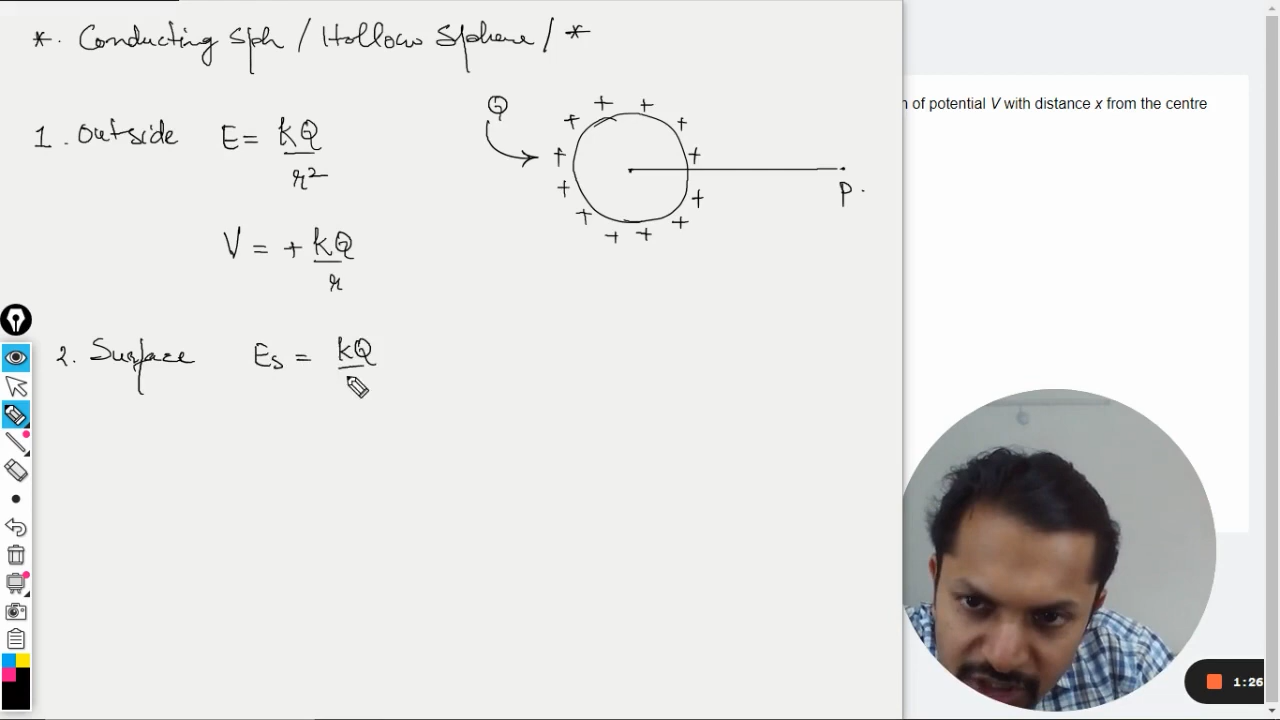 *. Conducting Sph / Hollow Sphere / *
Q
1. Outside E = kQ / r²
n of potential V with distance x from the centre
+ + + + + + + + + + + + +
P.
V = + kQ / r
2. Surface Es = kQ
1:26